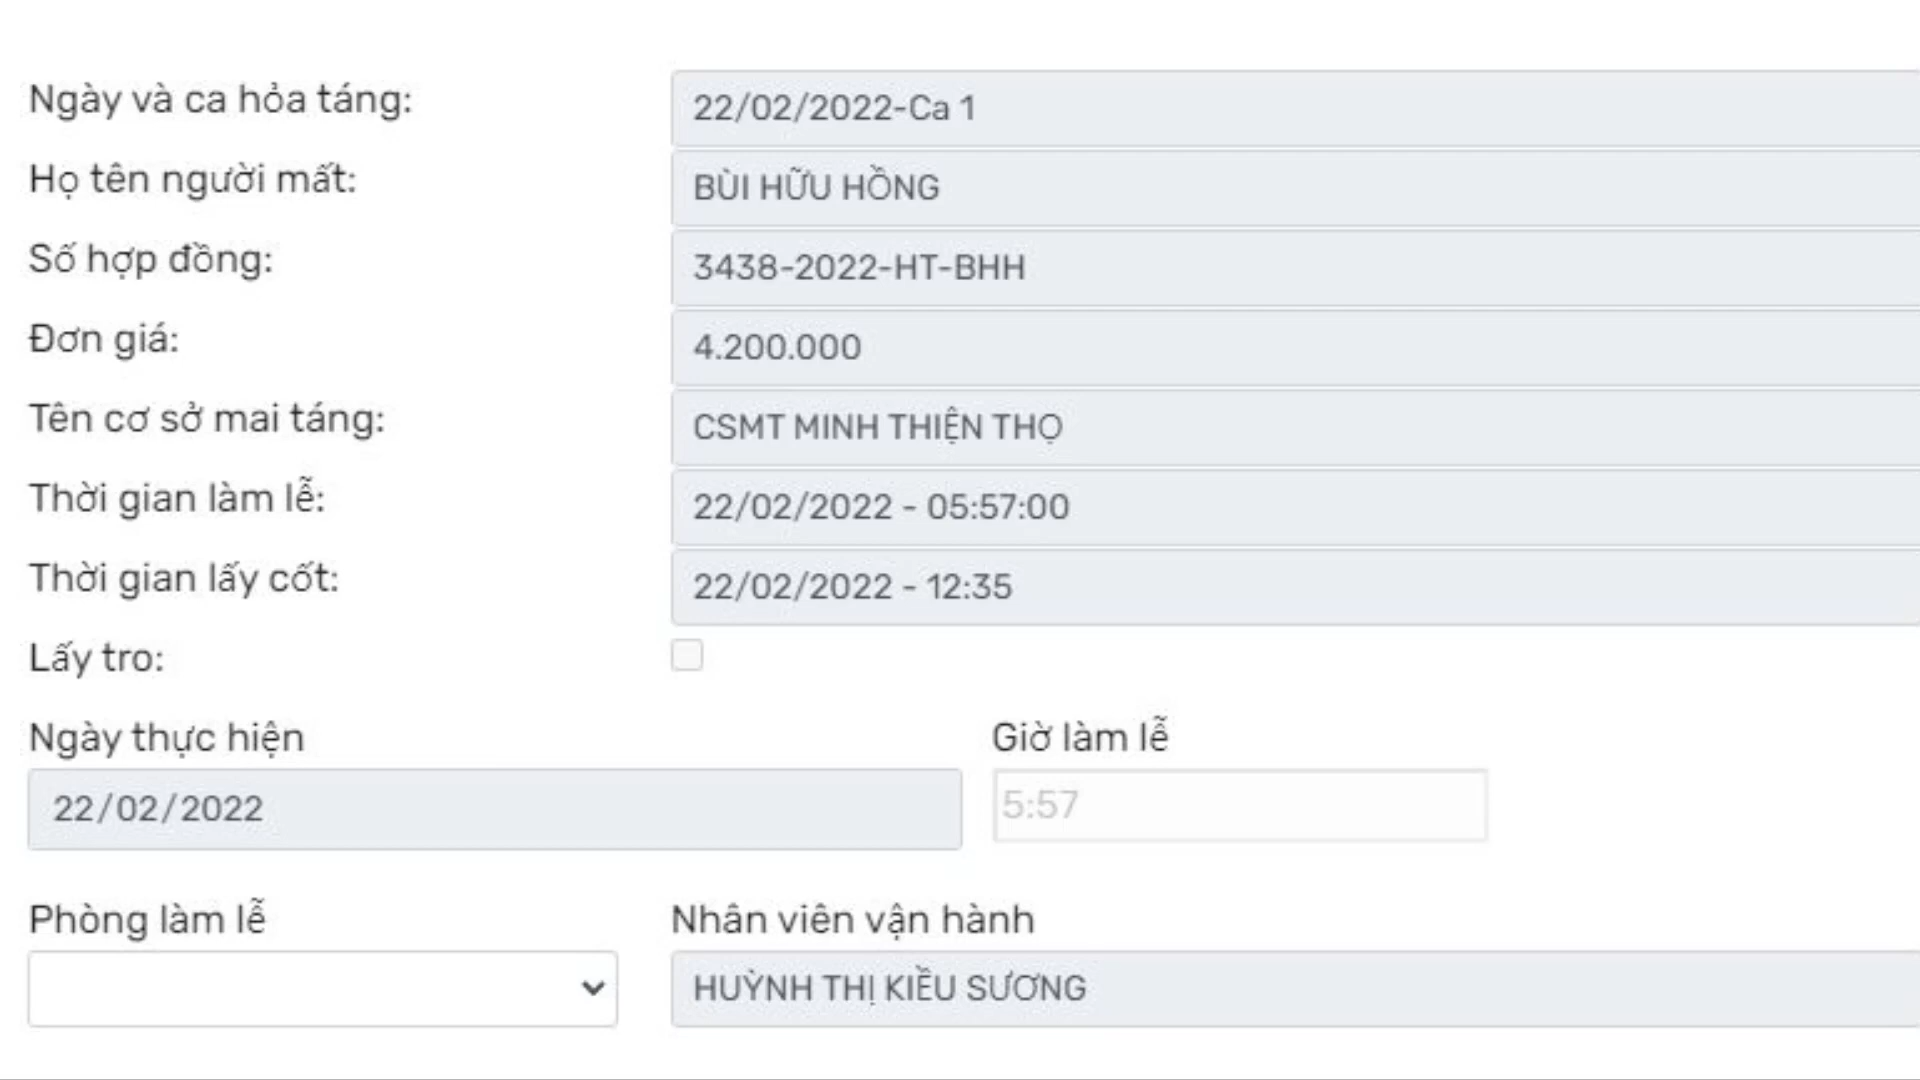 Ngày và ca hỏa táng: 22/02/2022-Ca 1
Họ tên người mất: BÙI HỮU HỒNG
Số hợp đồng: 3438-2022-HT-BHH
Đơn giá: 4.200.000
Tên cơ sở mai táng: CSMT MINH THIỆN THỌ
Thời gian làm lễ: 22/02/2022 - 05:57:00
Thời gian lấy cốt: 22/02/2022 - 12:35
Lấy tro:
Ngày thực hiện Giờ làm lễ
22/02/2022 5:57
Phòng làm lễ Nhân viên vận hành
HUỲNH THỊ KIỀU SƯƠNG